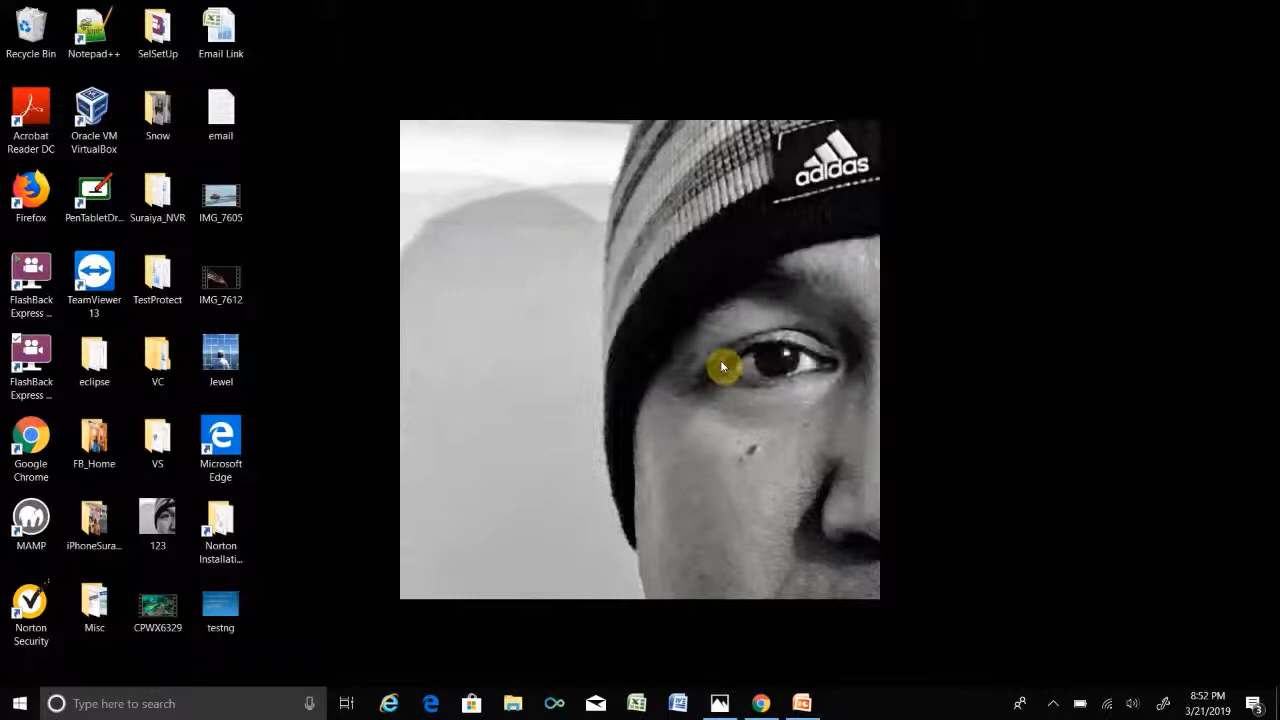 Recycle Bin
Notepad++
SelSetUp
Email Link
Acrobat
Reader DC
Oracle VM
VirtualBox
Snow
email
Firefox
PenTabletDr...
Suraiya_NVR
IMG_7605
FlashBack
Express ...
TeamViewer
13
TestProtect
IMG_7612
FlashBack
Express ...
eclipse
VC
Jewel
Google
Chrome
FB_Home
VS
Microsoft
Edge
MAMP
iPhoneSura...
123
Norton
Installati...
Norton
Security
Misc
CPWX6329
testng
adidas
Type here to search
8:52 PM
3/21/2019
3